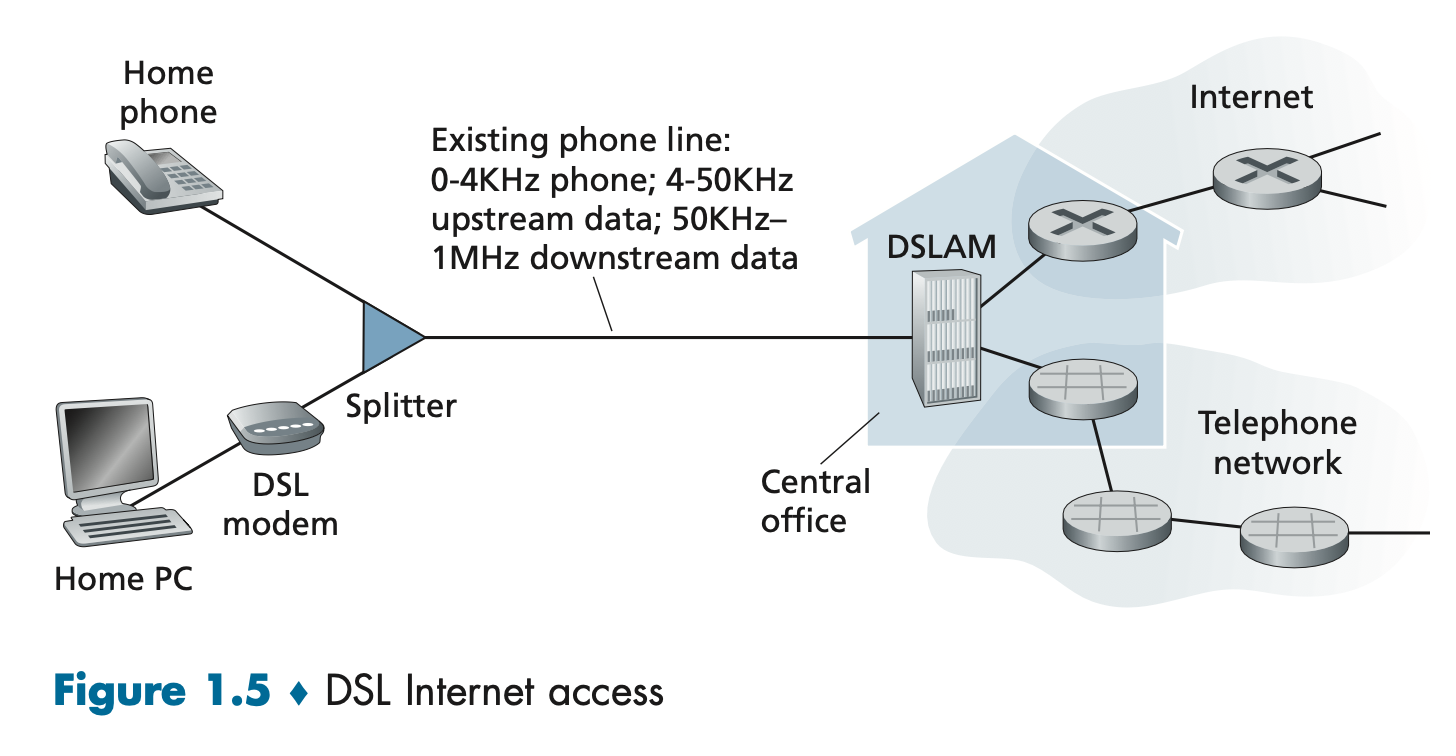 Home
phone
Existing phone line:
0-4KHz phone; 4-50KHz
upstream data; 50KHz–
1MHz downstream data
Internet
DSLAM
Splitter
DSL
modem
Home PC
Central
office
Telephone
network
Figure 1.5 ♦ DSL Internet access